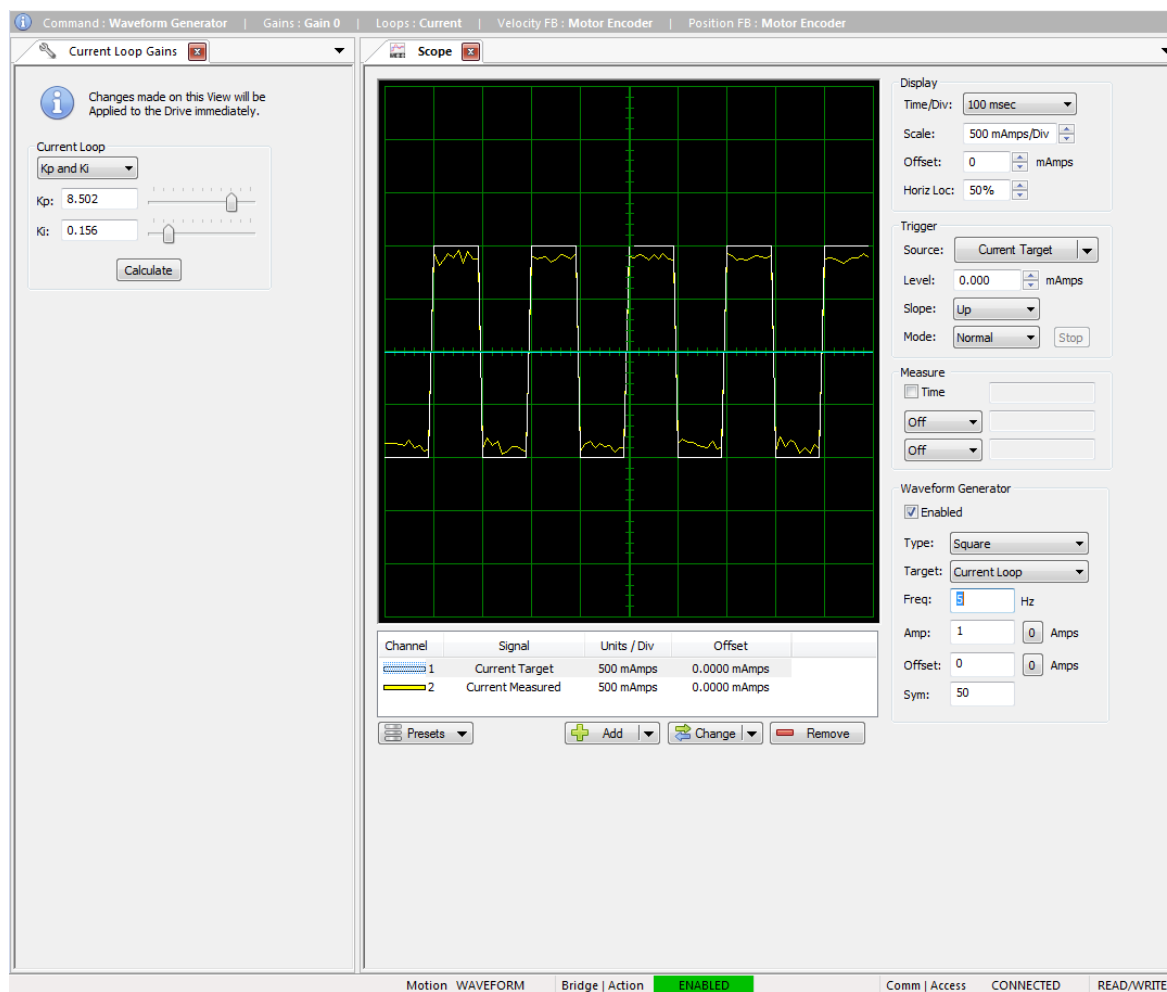 Command : Waveform Generator | Gains : Gain 0 | Loops : Current | Velocity FB : Motor Encoder | Position FB : Motor Encoder
Current Loop Gains
Changes made on this View will be
Applied to the Drive immediately.
Current Loop
Kp and Ki
Kp: 8.502
Ki: 0.156
Calculate
Scope
Display
Time/Div: 100 msec
Scale: 500 mAmps/Div
Offset: 0 mAmps
Horiz Loc: 50%
Trigger
Source: Current Target
Level: 0.000 mAmps
Slope: Up
Mode: Normal Stop
Measure
Time
Off
Off
Waveform Generator
Enabled
Type: Square
Target: Current Loop
Freq: 5 Hz
Amp: 1 0 Amps
Offset: 0 0 Amps
Sym: 50
Channel Signal Units / Div Offset
1 Current Target 500 mAmps 0.0000 mAmps
2 Current Measured 500 mAmps 0.0000 mAmps
Presets Add Change Remove
Motion WAVEFORM Bridge | Action ENABLED Comm | Access CONNECTED READ/WRITE